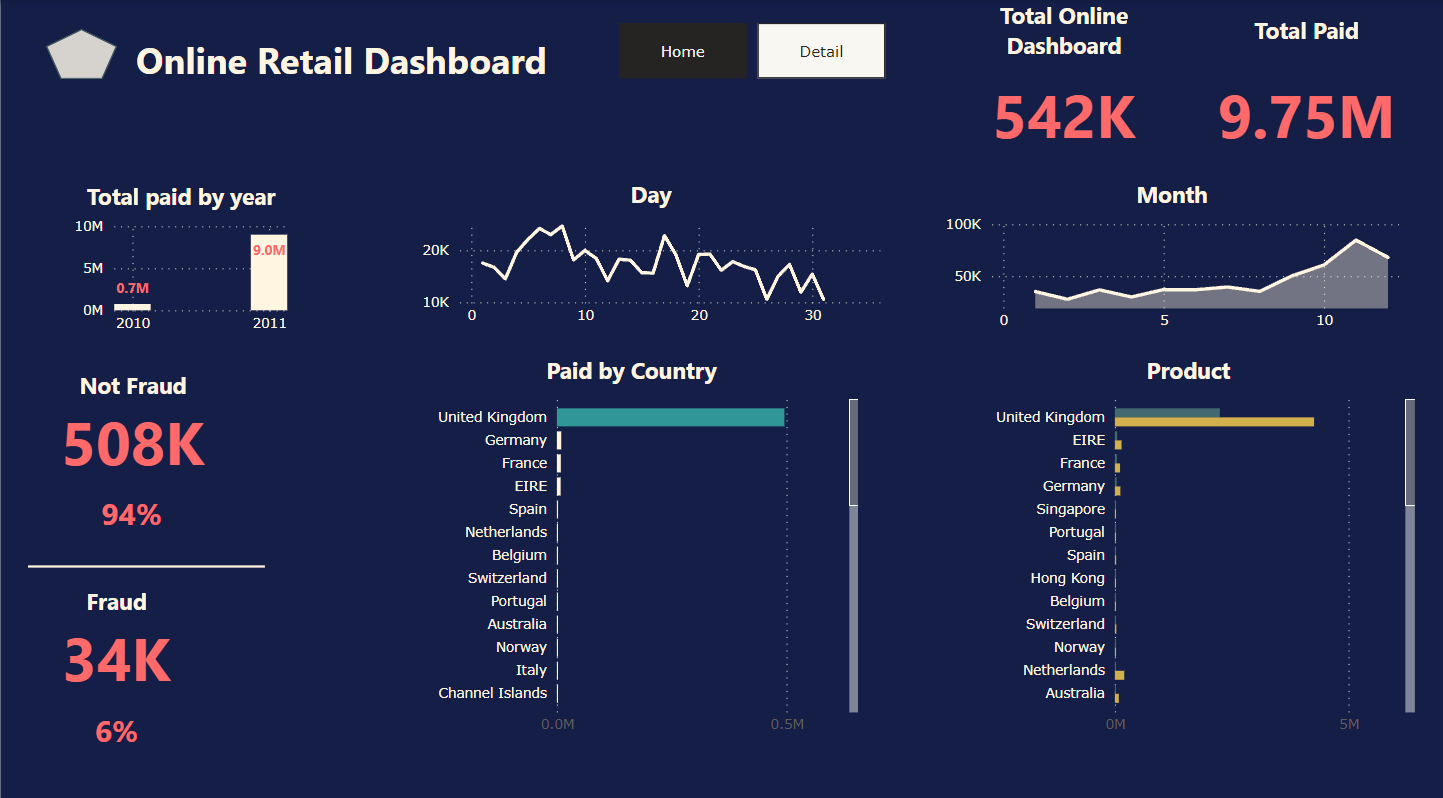 Online Retail Dashboard
Home
Detail
Total Online
Dashboard
542K
Total Paid
9.75M
Total paid by year
10M
5M
0M
0.7M
9.0M
2010
2011
Day
20K
10K
0
10
20
30
Month
100K
50K
0
5
10
Not Fraud
508K
94%
Fraud
34K
6%
Paid by Country
United Kingdom
Germany
France
EIRE
Spain
Netherlands
Belgium
Switzerland
Portugal
Australia
Norway
Italy
Channel Islands
0.0M
0.5M
Product
United Kingdom
EIRE
France
Germany
Singapore
Portugal
Spain
Hong Kong
Belgium
Switzerland
Norway
Netherlands
Australia
0M
5M